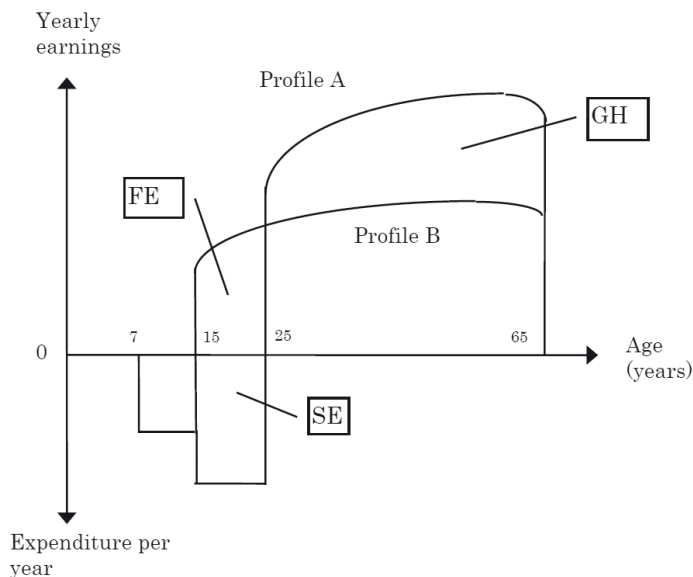 Yearly
earnings
Profile A
GH
FE
Profile B
7
15
25
65
0
Age
(years)
SE
Expenditure per
year